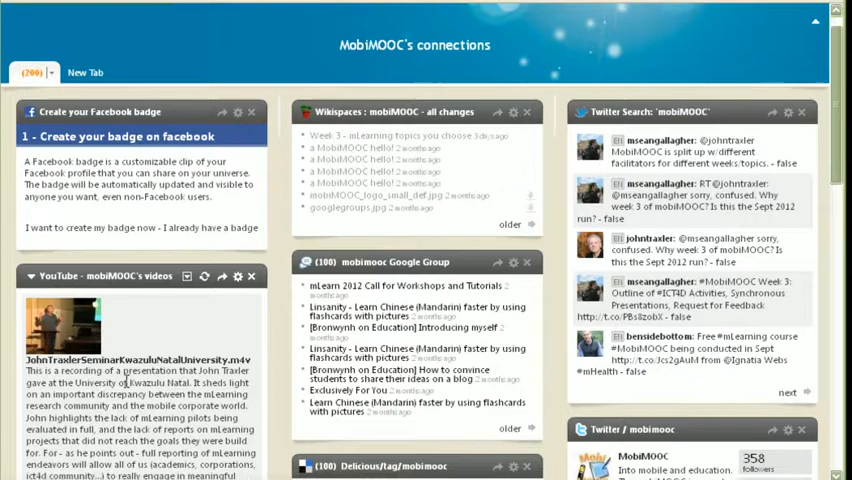 MobiMOOC's connections
(200)
New Tab
Create your Facebook badge
1 - Create your badge on facebook
A Facebook badge is a customizable clip of your
Facebook profile that you can share on your universe.
The badge will be automatically updated and visible to
anyone you want, even non-Facebook users.
I want to create my badge now - I already have a badge
YouTube - mobiMOOC's videos
JohnTraxlerSeminarKwazuluNatalUniversity.m4v
This is a recording of a presentation that John Traxler
gave at the University of Kwazulu Natal. It sheds light
on an important discrepancy between the mLearning
research community and the mobile corporate world.
John highlights the lack of mLearning pilots being
evaluated in full, and the lack of reports on mLearning
projects that did not reach the goals they were build
for. For - as he points out - full reporting of mLearning
endeavors will allow all of us (academics, corporations,
ict4d community...) to really engage in meaningful
Wikispaces : mobiMOOC - all changes
Week 3 - mLearning topics you choose 3 days ago
a MobiMOOC hello! 2 months ago
a MobiMOOC hello! 2 months ago
a MobiMOOC hello! 2 months ago
a MobiMOOC hello! 2 months ago
mobiMOOC_logo_small_def.jpg 2 months ago
googlegroups.jpg 2 months ago
older
(100) mobimooc Google Group
mLearn 2012 Call for Workshops and Tutorials 2
months ago
Linsanity - Learn Chinese (Mandarin) faster by using
flashcards with pictures 2 months ago
[Bronwynh on Education] Introducing myself 2
months ago
Linsanity - Learn Chinese (Mandarin) faster by using
flashcards with pictures 2 months ago
[Bronwynh on Education] How to convince
students to share their ideas on a blog 2 months ago
Exclusively For You 2 months ago
Learn Chinese (Mandarin) faster by using flashcards
with pictures 2 months ago
older
(100) Delicious/tag/mobimooc
Twitter Search: 'mobiMOOC'
EN mseangallagher: @johntraxler
MobiMOOC is split up w/different
facilitators for different weeks/topics. - false
EN mseangallagher: RT@johntraxler:
@mseangallagher sorry, confused. Why
week 3 of mobiMOOC? Is this the Sept 2012
run? - false
EN johntraxler: @mseangallagher sorry,
confused. Why week 3 of mobiMOOC? Is
this the Sept 2012 run? - false
EN mseangallagher: #MobiMOOC Week 3:
Outline of #ICT4D Activities, Synchronous
Presentations, Request for Feedback
http://t.co/PBs8zobX - false
EN bensidebottom: Free #mLearning course
#MobiMOOC being conducted in Sept
http://t.co/Jcs2gAuM from @Ignatia Webs
#mHealth - false
next
Twitter / mobimooc
MobiMOOC
Into mobile and education.
358
followers